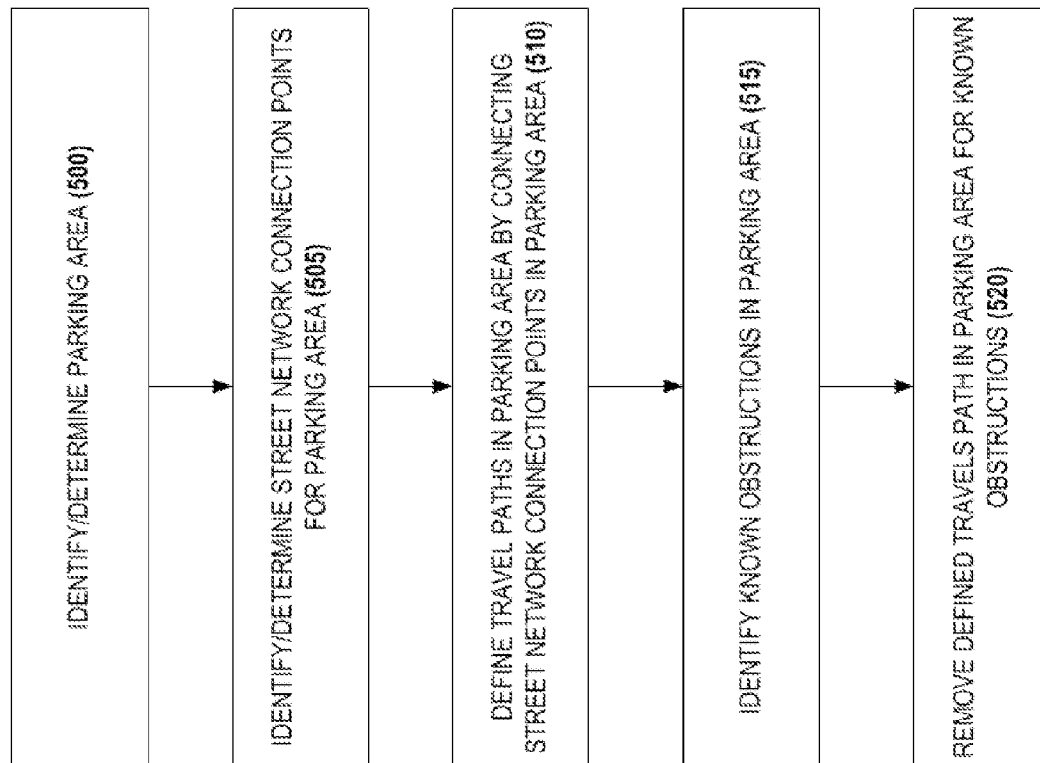 IDENTIFY/DETERMINE PARKING AREA (500)
IDENTIFY/DETERMINE STREET NETWORK CONNECTION POINTS
FOR PARKING AREA (505)
DEFINE TRAVEL PATHS IN PARKING AREA BY CONNECTING
STREET NETWORK CONNECTION POINTS IN PARKING AREA (510)
IDENTIFY KNOWN OBSTRUCTIONS IN PARKING AREA (515)
REMOVE DEFINED TRAVELS PATH IN PARKING AREA FOR KNOWN
OBSTRUCTIONS (520)